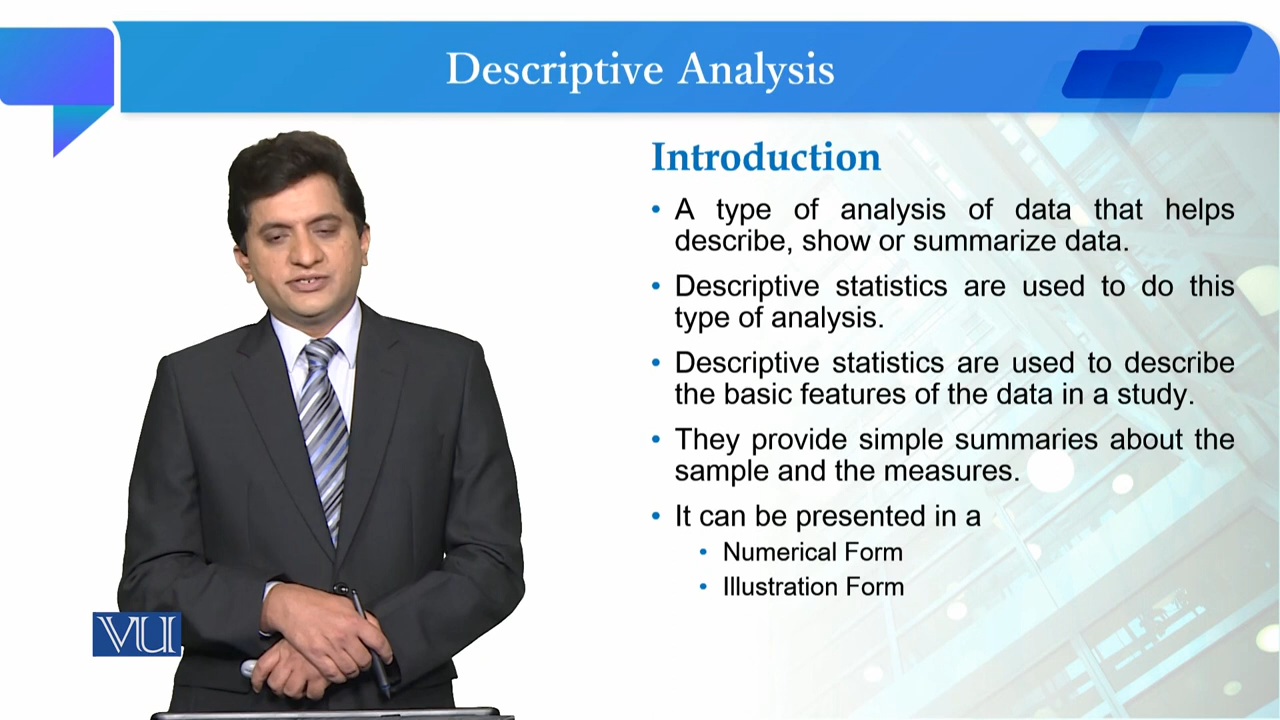 Descriptive Analysis
Introduction
• A type of analysis of data that helps
describe, show or summarize data.
• Descriptive statistics are used to do this
type of analysis.
• Descriptive statistics are used to describe
the basic features of the data in a study.
• They provide simple summaries about the
sample and the measures.
• It can be presented in a
• Numerical Form
• Illustration Form
VU